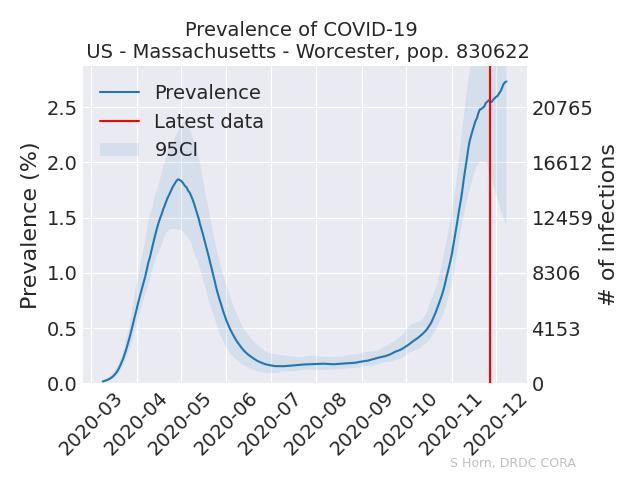 Prevalence of COVID-19
US - Massachusetts - Worcester, pop. 830622
Prevalence
Latest data
95CI
Prevalence (%)
2.5
2.0
1.5
1.0
0.5
0.0
20765
16612
12459
8306
4153
0
# of infections
2020-03
2020-04
2020-05
2020-06
2020-07
2020-08
2020-09
2020-10
2020-11
2020-12
S Horn, DRDC CORA